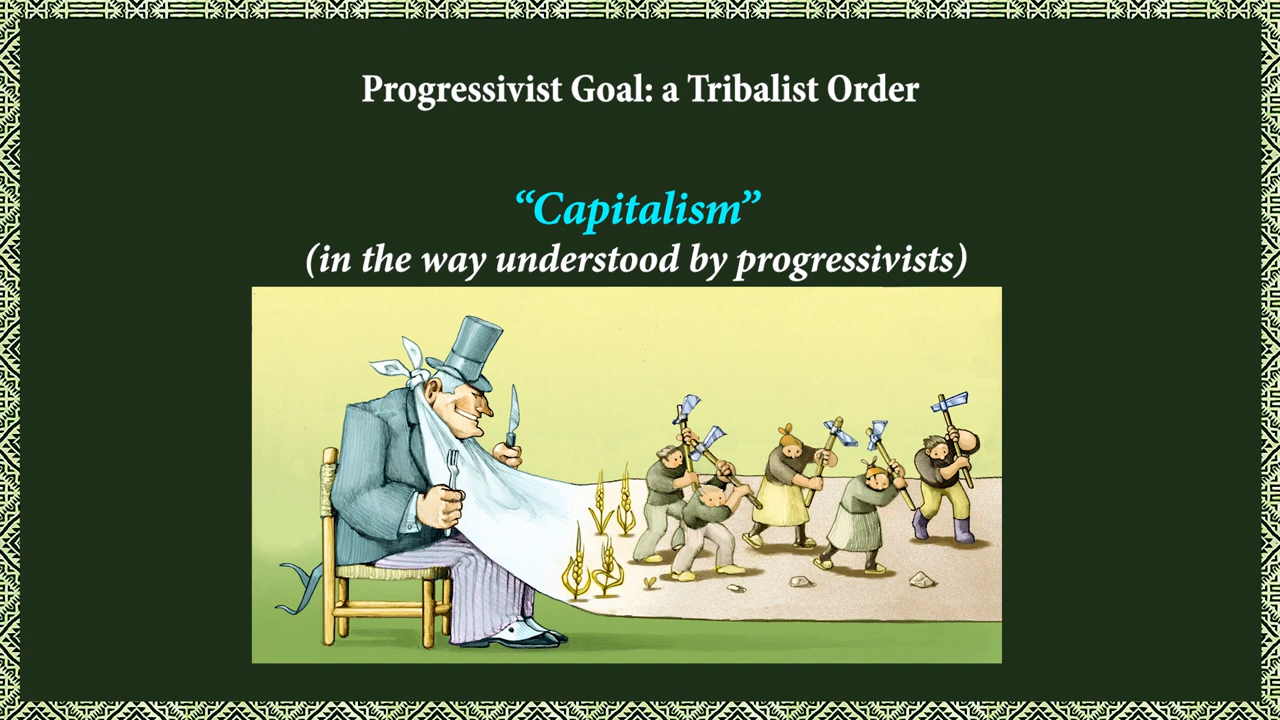 Progressivist Goal: a Tribalist Order
“Capitalism”
(in the way understood by progressivists)